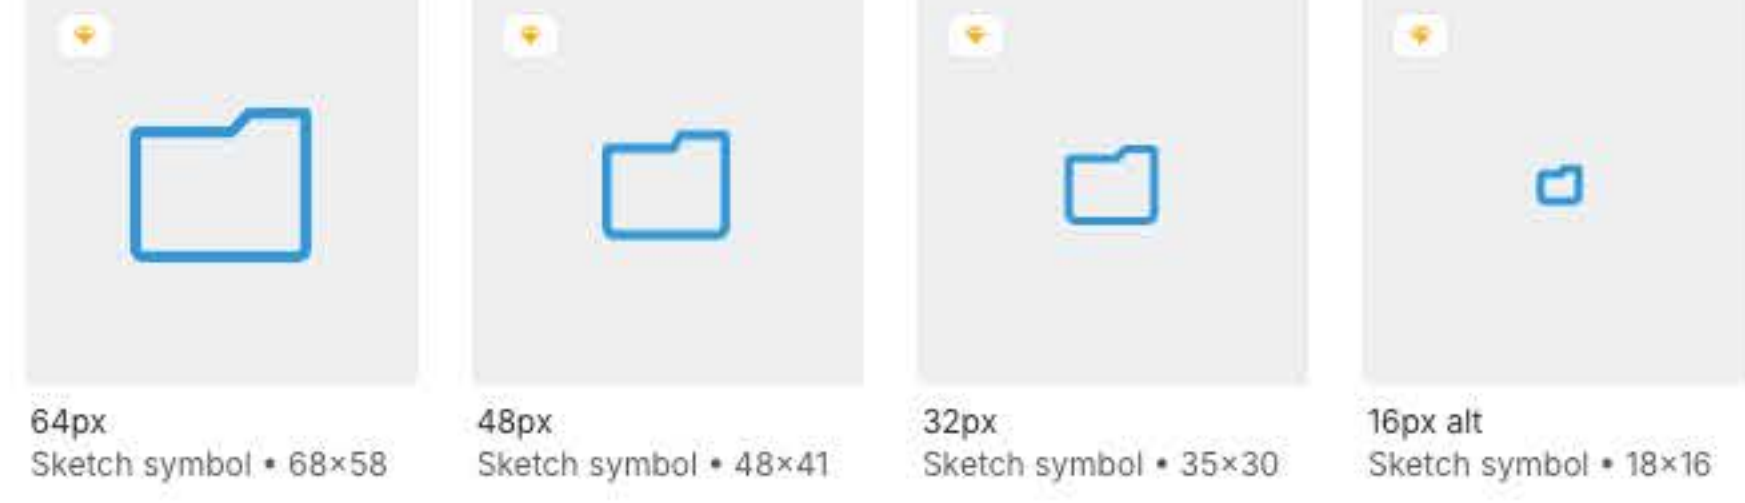 64px
Sketch symbol • 68×58
48px
Sketch symbol • 48×41
32px
Sketch symbol • 35×30
16px alt
Sketch symbol • 18×16